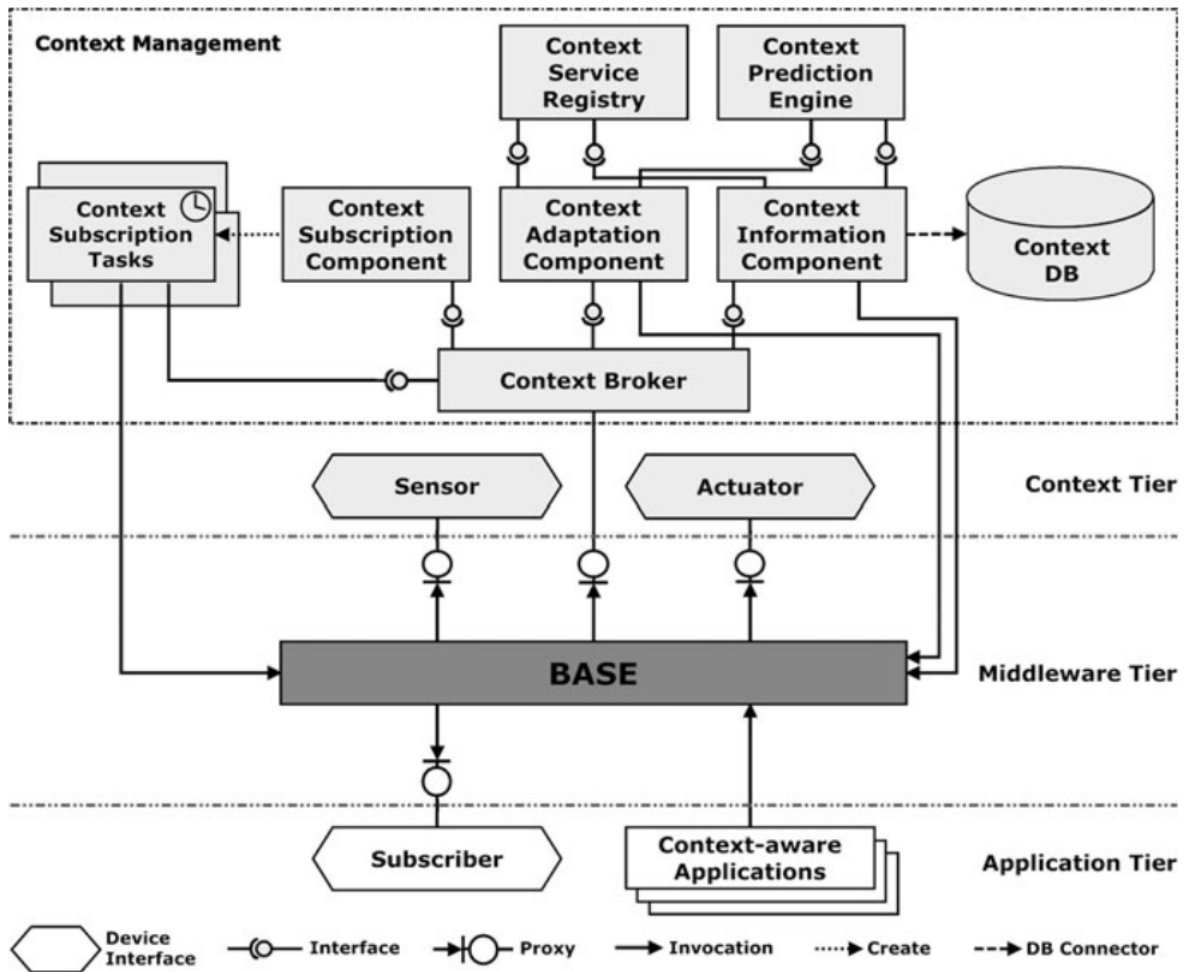 Context Management
Context
Service
Registry
Context
Prediction
Engine
Context
Subscription
Tasks
Context
Subscription
Component
Context
Adaptation
Component
Context
Information
Component
Context
DB
Context Broker
Sensor
Actuator
Context Tier
BASE
Middleware Tier
Subscriber
Context-aware
Applications
Application Tier
Device
Interface
Interface
Proxy
Invocation
Create
DB Connector